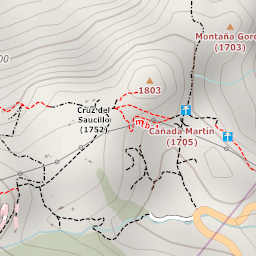 Montaña Gord
(1703)
1803
Cruz del
Saucillo
(1752)
Cañada Martín
(1705)